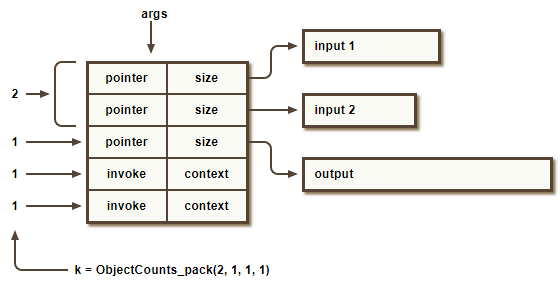 args
input 1
pointer size
2
pointer size
input 2
1
pointer size
output
1
invoke context
1
invoke context
k = ObjectCounts_pack(2, 1, 1, 1)